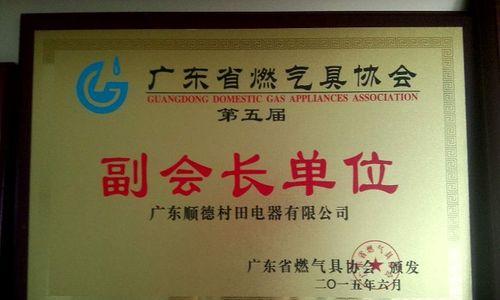 广东省燃气具协会
GUANGDONG DOMESTIC GAS APPLIANCES ASSOCIATION
第五届
副会长单位
广东顺德村田电器有限公司
广东省燃气具协会 颁发
二〇一五年六月